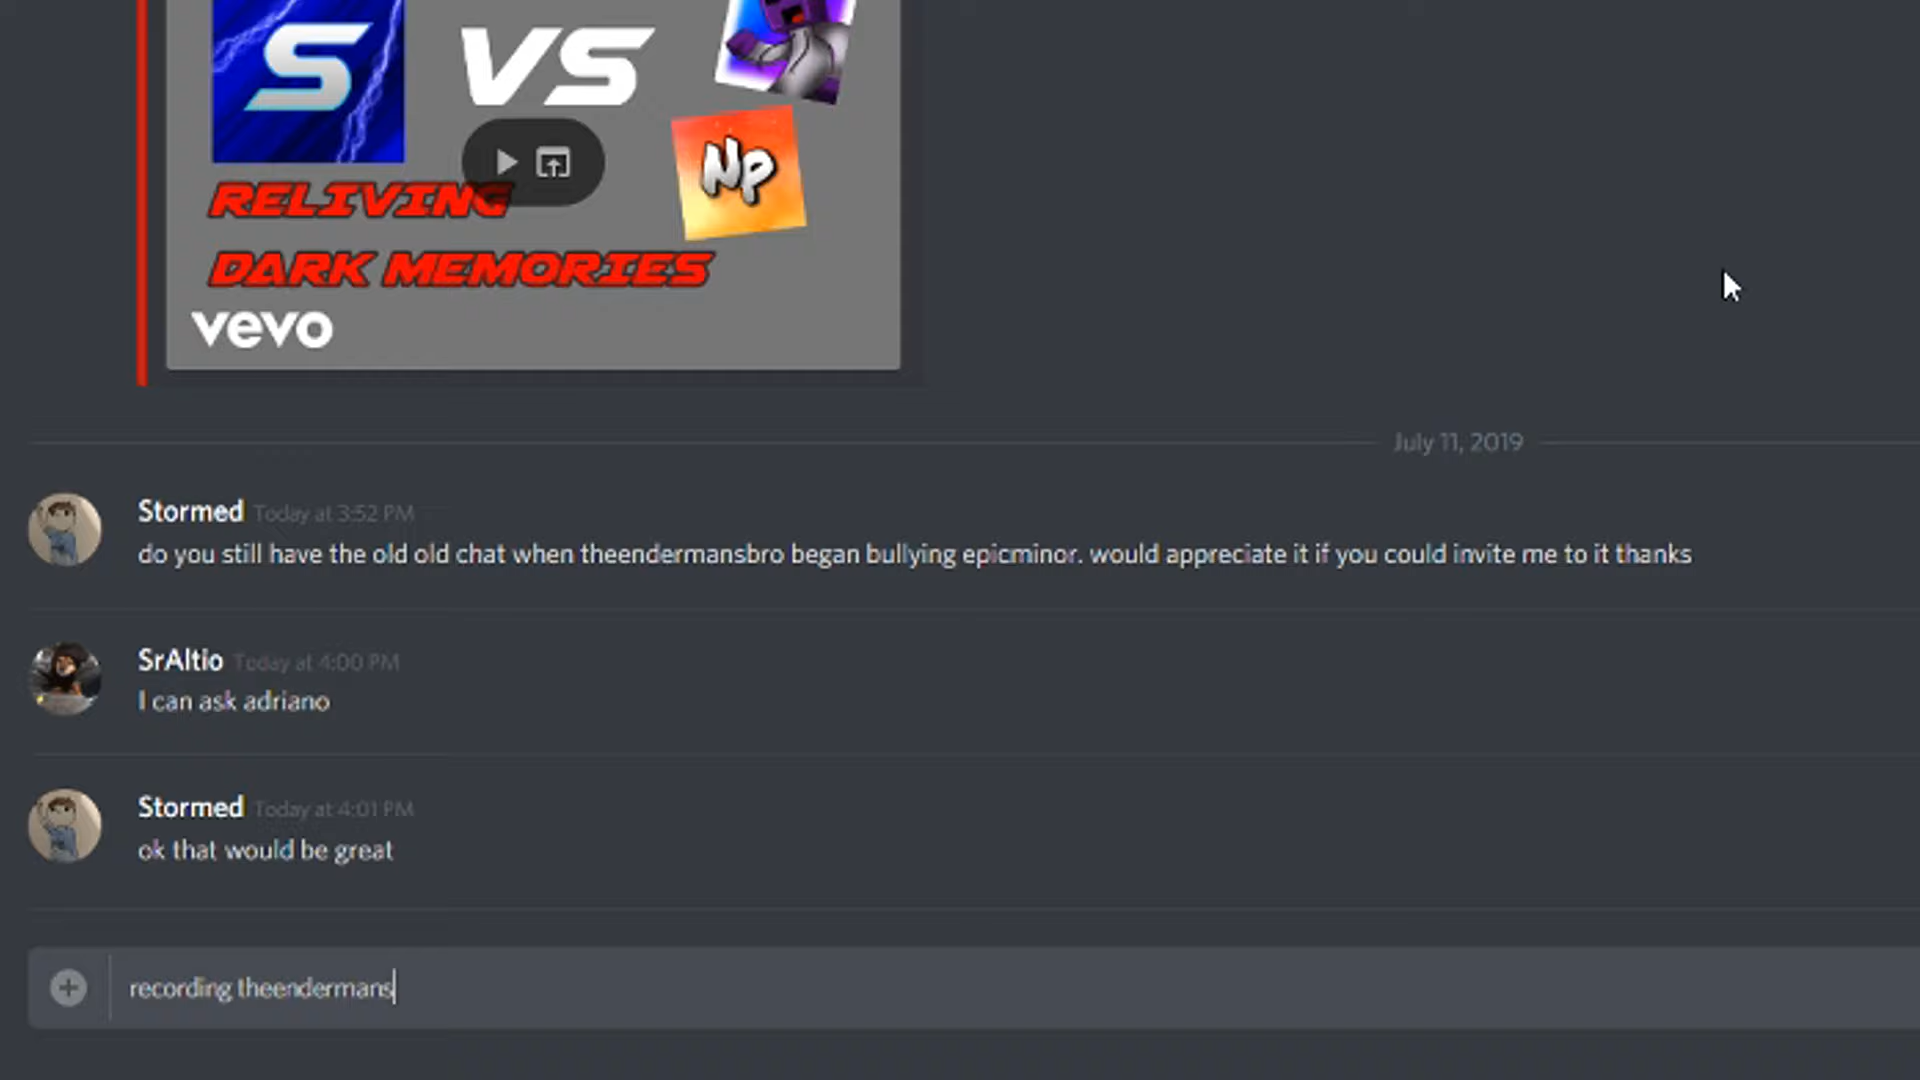 S VS
NP
RELIVING
DARK MEMORIES
vevo
July 11, 2019
Stormed Today at 3:52 PM
do you still have the old old chat when theendermansbro began bullying epicminor. would appreciate it if you could invite me to it thanks
SrAltio Today at 4:00 PM
I can ask adriano
Stormed Today at 4:01 PM
ok that would be great
recording theendermans